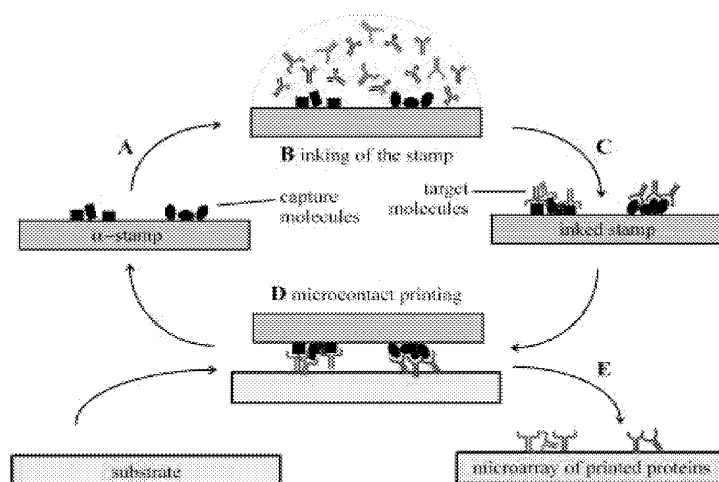 A
B inking of the stamp
C
capture
molecules
target
molecules
α-stamp
inked stamp
D microcontact printing
E
substrate
microarray of printed proteins